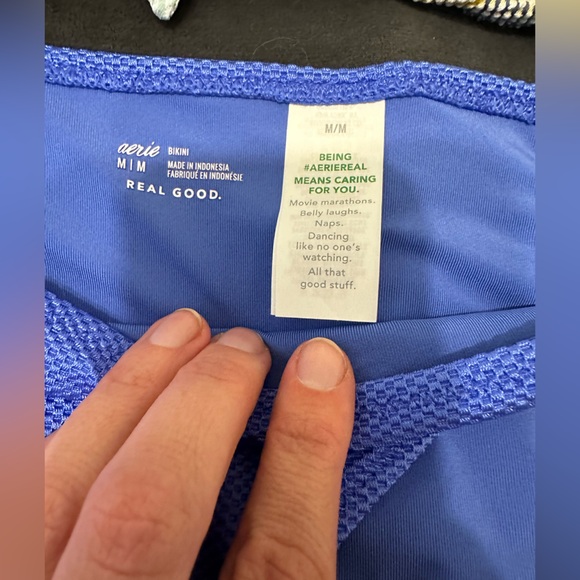 aerie BIKINI
M|M MADE IN INDONESIA
FABRIQUÉ EN INDONÉSIE
REAL GOOD.
M/M
BEING
#AERIEREAL
MEANS CARING
FOR YOU.
Movie marathons.
Belly laughs.
Naps.
Dancing
like no one's
watching.
All that
good stuff.